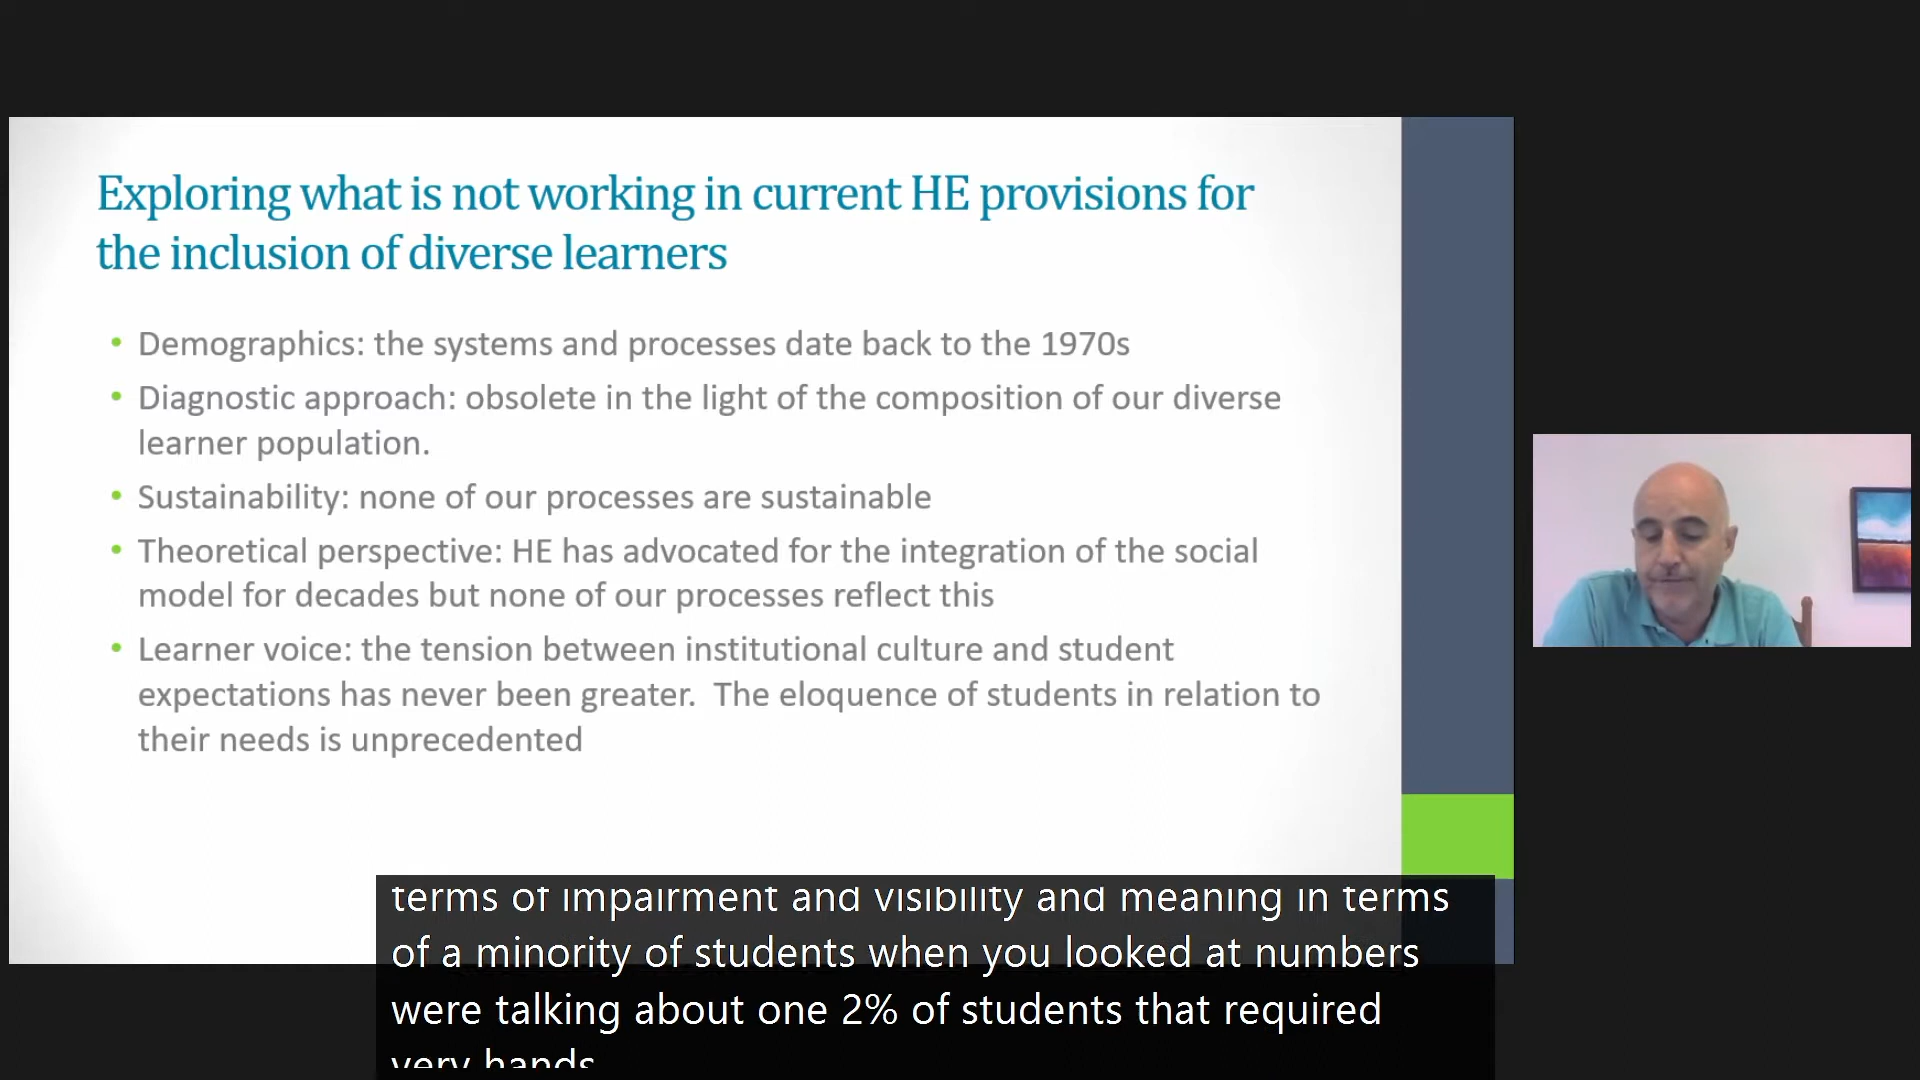 Exploring what is not working in current HE provisions for
the inclusion of diverse learners
• Demographics: the systems and processes date back to the 1970s
• Diagnostic approach: obsolete in the light of the composition of our diverse
learner population.
• Sustainability: none of our processes are sustainable
• Theoretical perspective: HE has advocated for the integration of the social
model for decades but none of our processes reflect this
• Learner voice: the tension between institutional culture and student
expectations has never been greater.  The eloquence of students in relation to
their needs is unprecedented
terms of impairment and visibility and meaning in terms
of a minority of students when you looked at numbers
were talking about one 2% of students that required
very hands